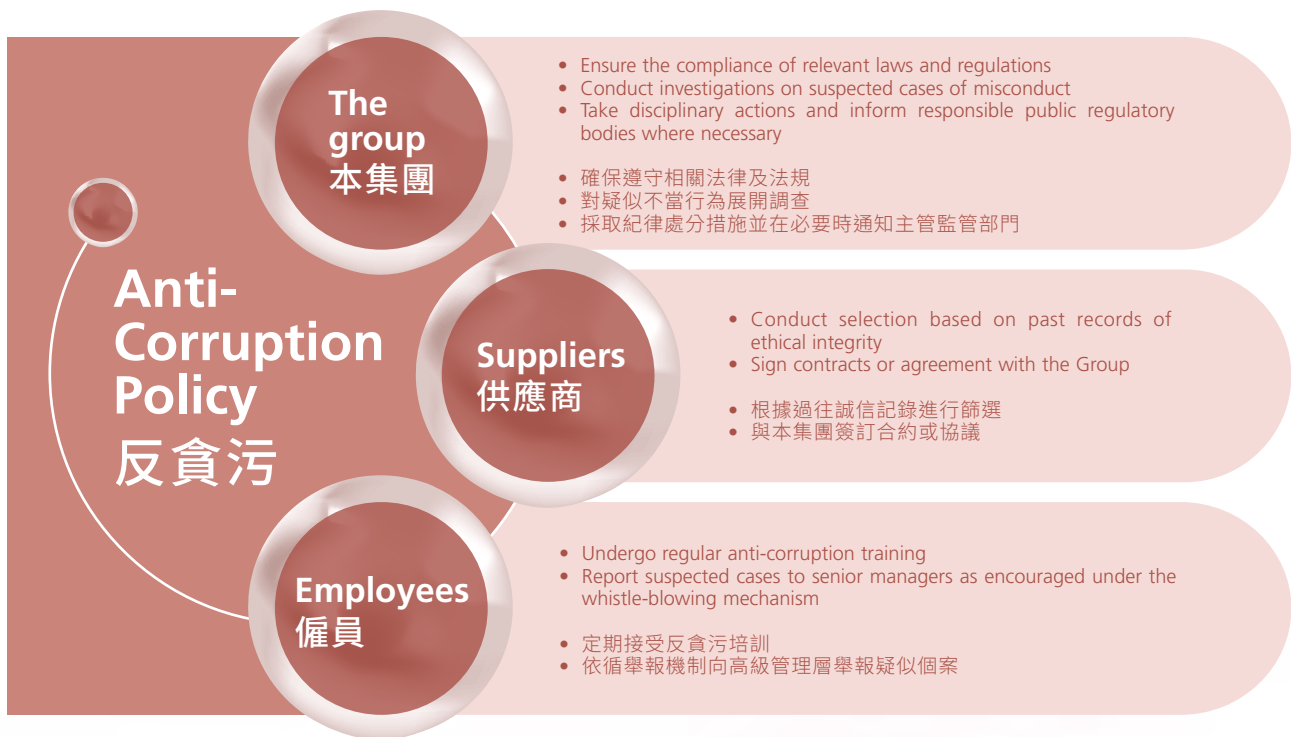 Anti-
Corruption
Policy
反貪污
The
group
本集團
• Ensure the compliance of relevant laws and regulations
• Conduct investigations on suspected cases of misconduct
• Take disciplinary actions and inform responsible public regulatory
bodies where necessary
• 確保遵守相關法律及法規
• 對疑似不當行為展開調查
• 採取紀律處分措施並在必要時通知主管監管部門
Suppliers
供應商
• Conduct selection based on past records of
ethical integrity
• Sign contracts or agreement with the Group
• 根據過往誠信記錄進行篩選
• 與本集團簽訂合約或協議
Employees
僱員
• Undergo regular anti-corruption training
• Report suspected cases to senior managers as encouraged under the
whistle-blowing mechanism
• 定期接受反貪污培訓
• 依循舉報機制向高級管理層舉報疑似個案